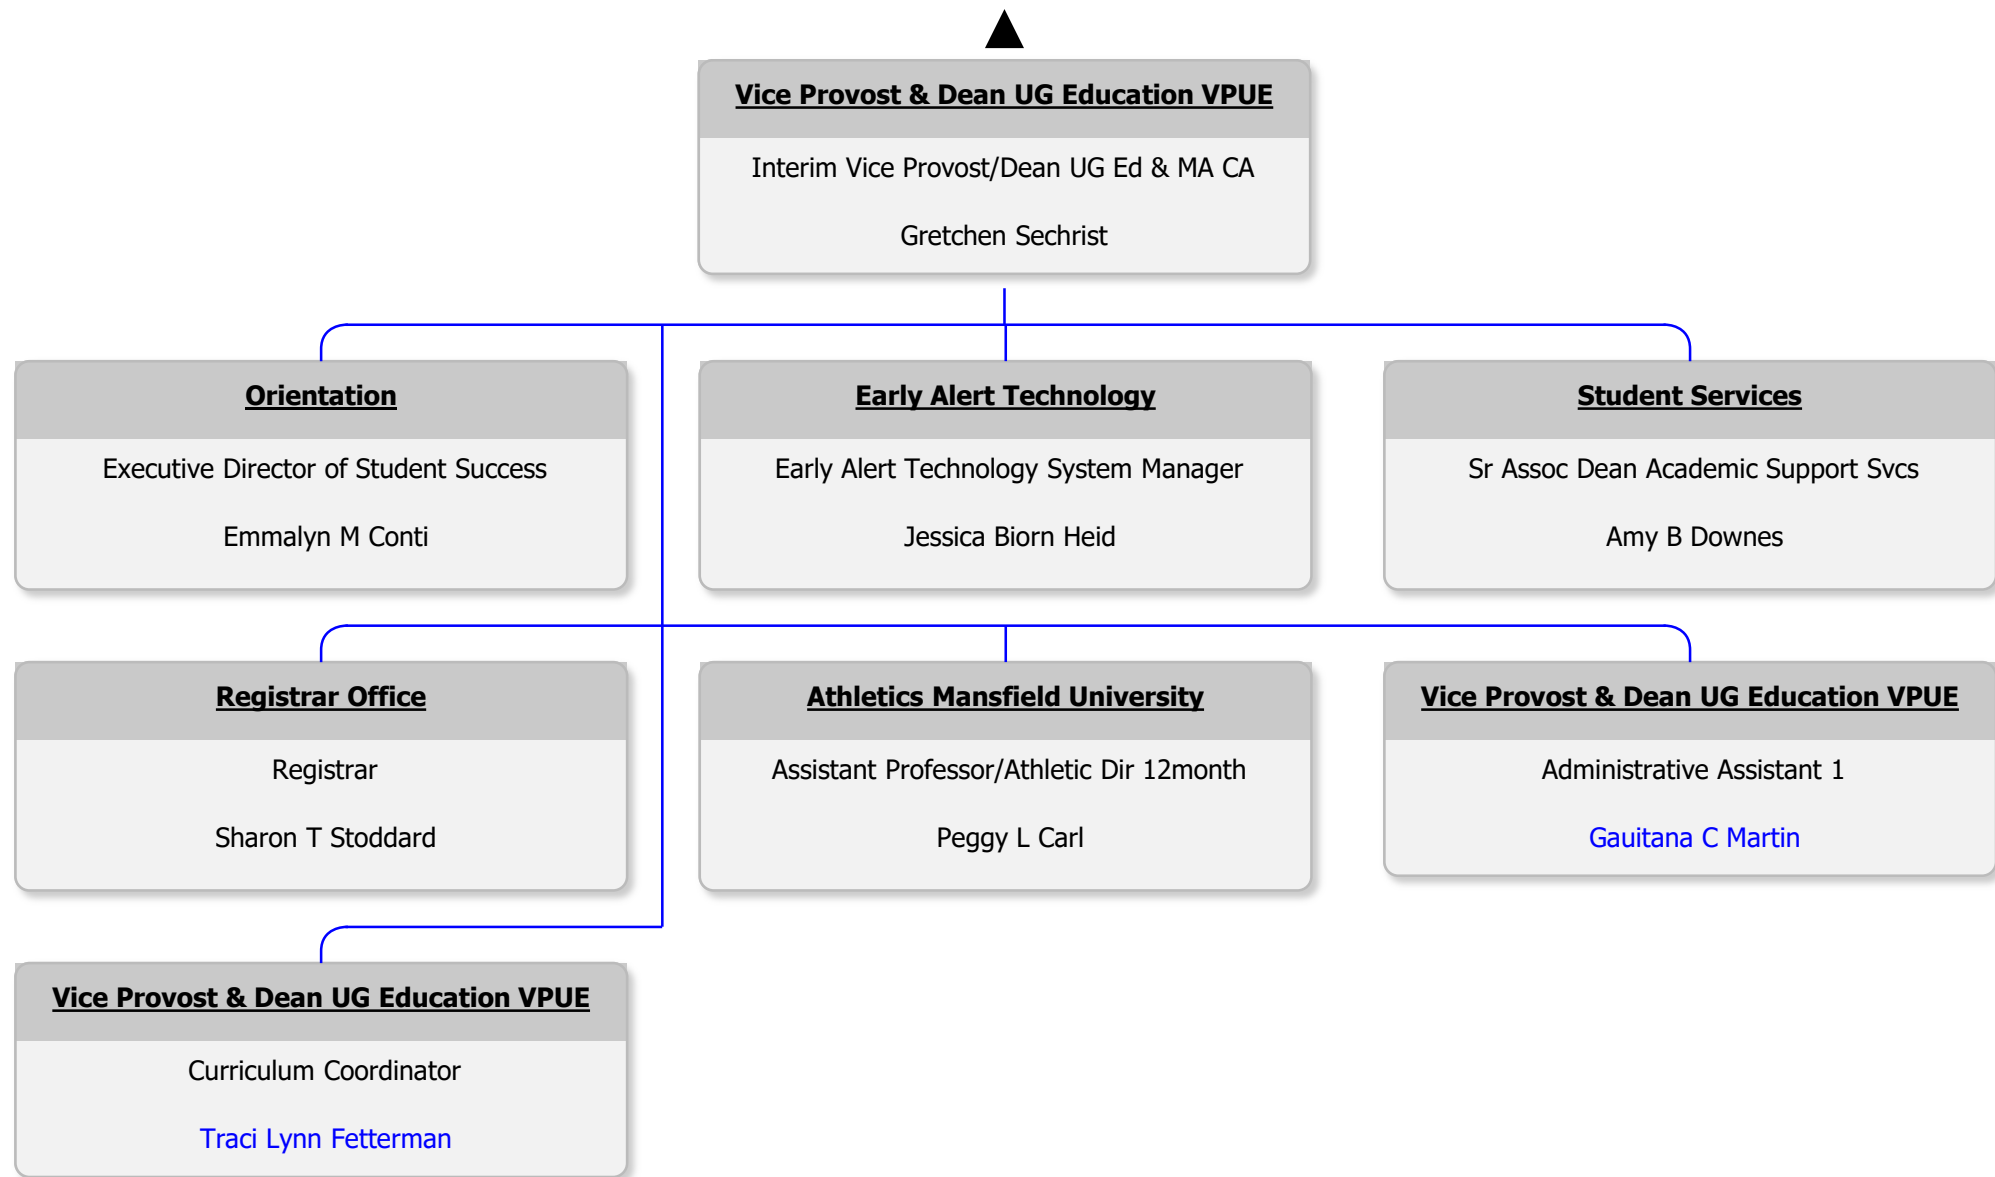 Vice Provost & Dean UG Education VPUE
Interim Vice Provost/Dean UG Ed & MA CA
Gretchen Sechrist
Orientation
Executive Director of Student Success
Emmalyn M Conti
Early Alert Technology
Early Alert Technology System Manager
Jessica Biorn Heid
Student Services
Sr Assoc Dean Academic Support Svcs
Amy B Downes
Registrar Office
Registrar
Sharon T Stoddard
Athletics Mansfield University
Assistant Professor/Athletic Dir 12month
Peggy L Carl
Vice Provost & Dean UG Education VPUE
Administrative Assistant 1
Gauitana C Martin
Vice Provost & Dean UG Education VPUE
Curriculum Coordinator
Traci Lynn Fetterman